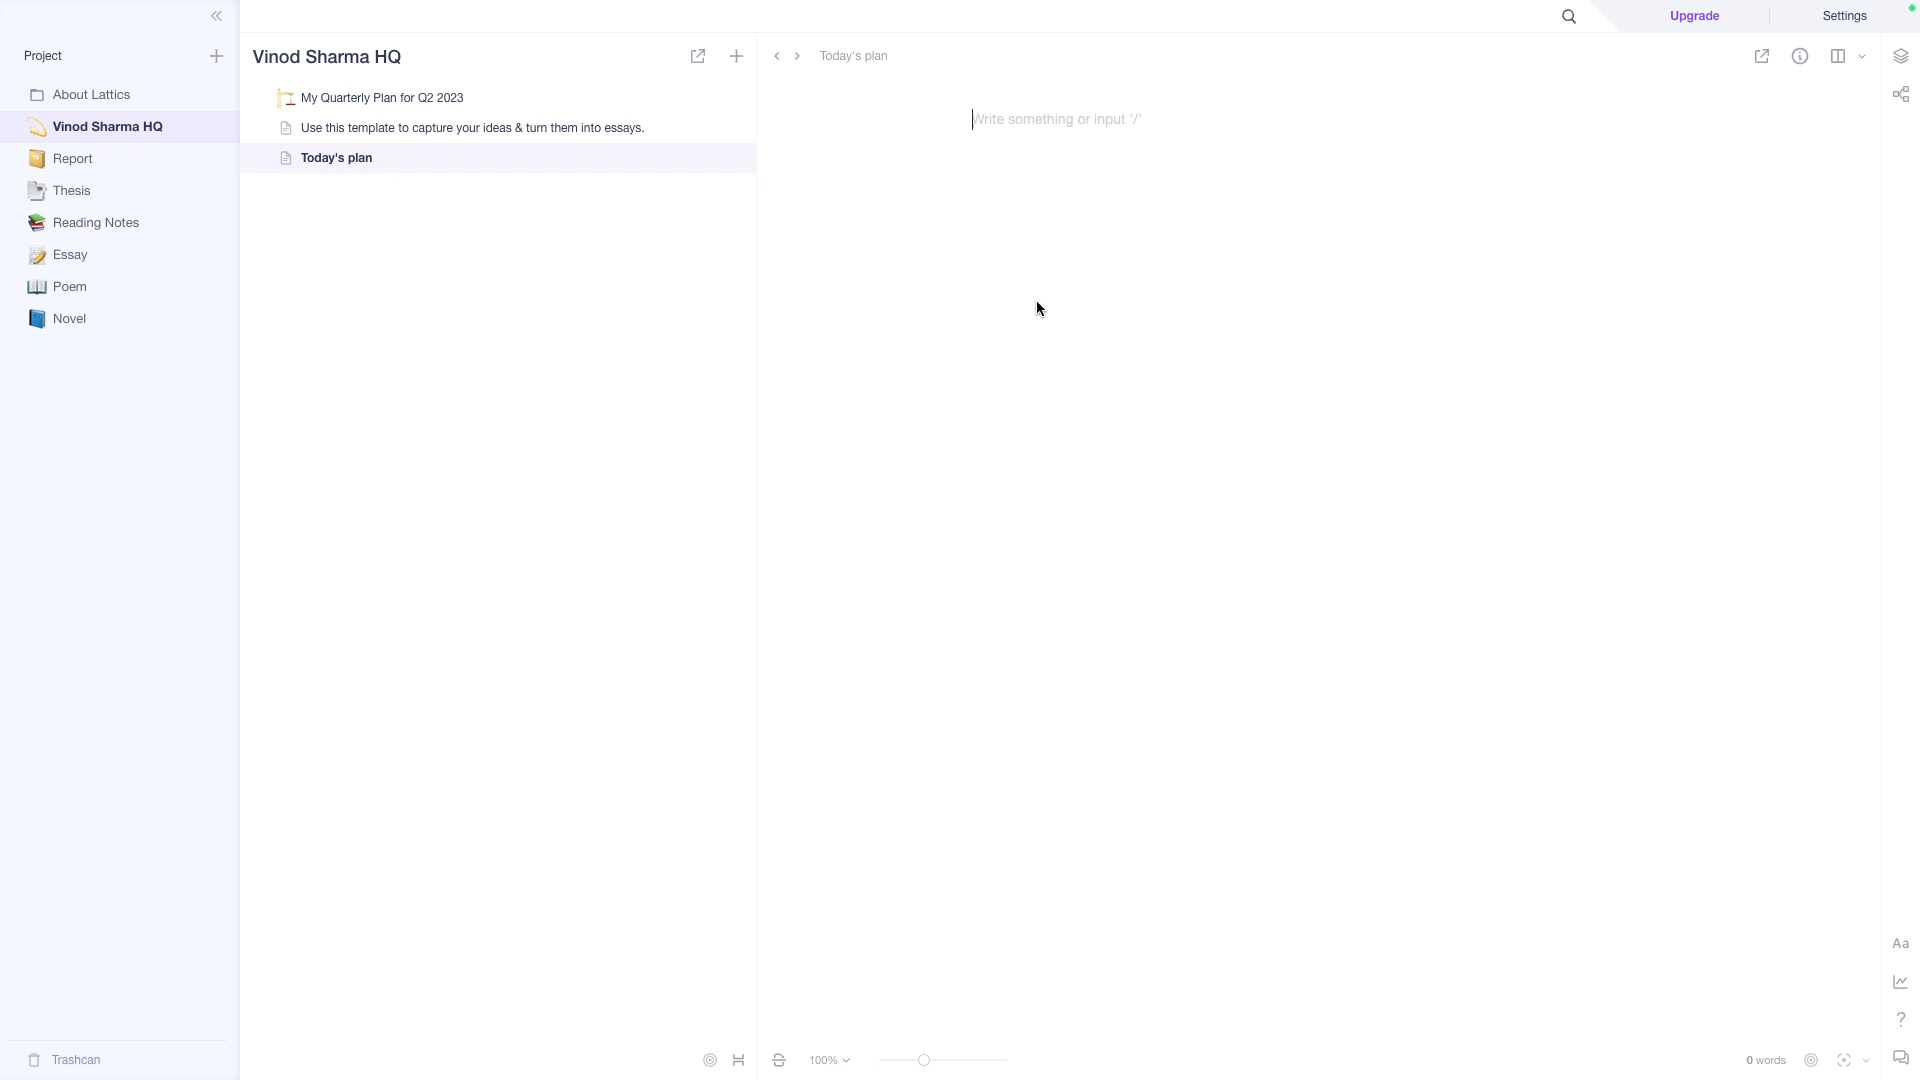 Upgrade
Settings
Project
About Lattics
Vinod Sharma HQ
Report
Thesis
Reading Notes
Essay
Poem
Novel
Trashcan
Vinod Sharma HQ
My Quarterly Plan for Q2 2023
Use this template to capture your ideas & turn them into essays.
Today's plan
Today's plan
Write something or input '/'
Aa
?
100%
0 words